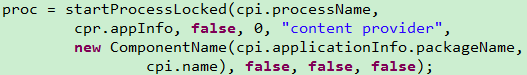 proc = startProcessLocked(cpi.processName,
cpr.appInfo, false, 0, "content provider",
new ComponentName(cpi.applicationInfo.packageName,
cpi.name), false, false, false);